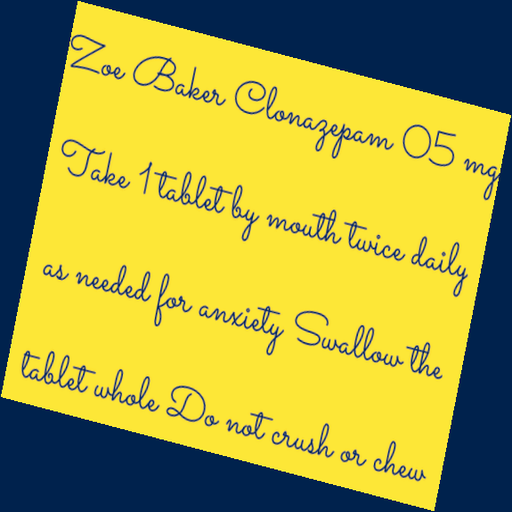 Zoe Baker Clonazepam 05 mg
Take 1 tablet by mouth twice daily
as needed for anxiety Swallow the
tablet whole Do not crush or chew